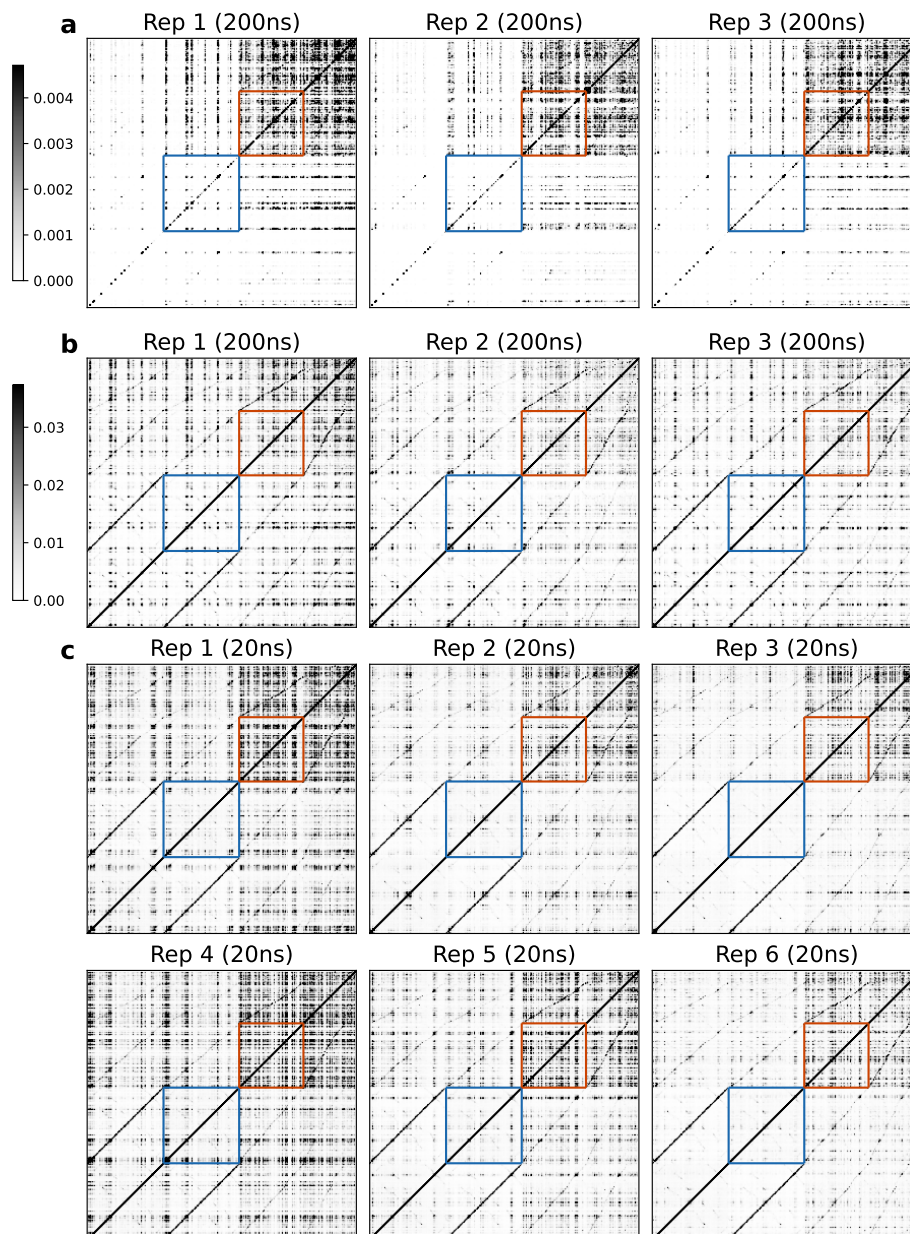 a
Rep 1 (200ns) Rep 2 (200ns) Rep 3 (200ns)
0.004
0.003
0.002
0.001
0.000
b
Rep 1 (200ns) Rep 2 (200ns) Rep 3 (200ns)
0.03
0.02
0.01
0.00
c
Rep 1 (20ns) Rep 2 (20ns) Rep 3 (20ns)
Rep 4 (20ns) Rep 5 (20ns) Rep 6 (20ns)